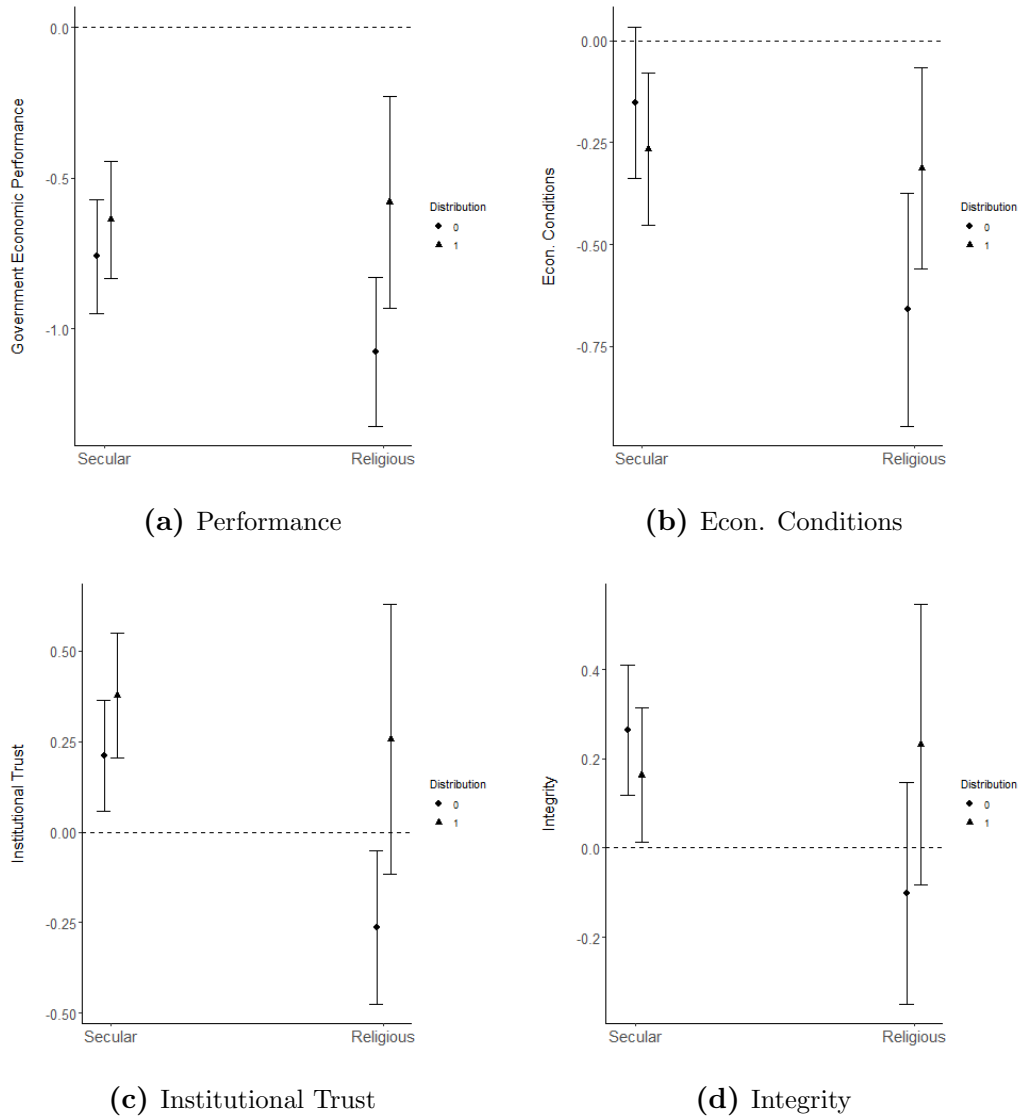 0.0
-0.5
-1.0
Government Economic Performance
Secular
Religious
Distribution
0
1
(a) Performance
0.00
-0.25
-0.50
-0.75
Econ. Conditions
Secular
Religious
Distribution
0
1
(b) Econ. Conditions
0.50
0.25
0.00
-0.25
-0.50
Institutional Trust
Secular
Religious
Distribution
0
1
(c) Institutional Trust
0.4
0.2
0.0
-0.2
Integrity
Secular
Religious
Distribution
0
1
(d) Integrity